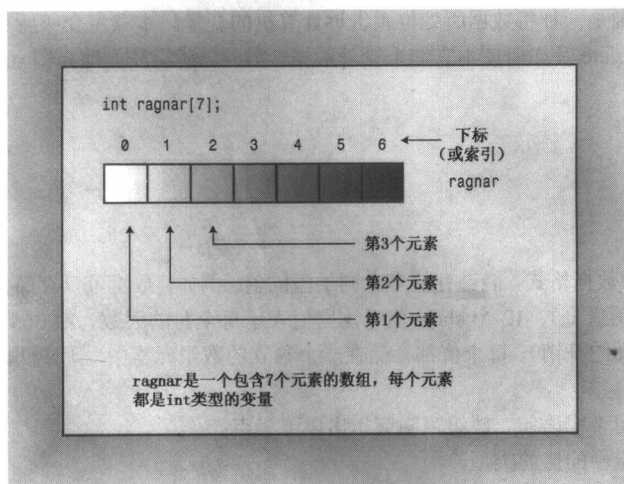 int ragnar[7];
0 1 2 3 4 5 6
下标
（或索引）
ragnar
第3个元素
第2个元素
第1个元素
ragnar是一个包含7个元素的数组，每个元素
都是int类型的变量